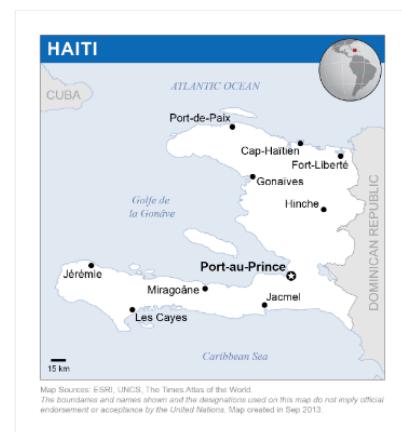 HAITI
ATLANTIC OCEAN
CUBA
Port-de-Paix
Cap-Haïtien
Fort-Liberté
Gonaïves
Hinche
Golfe de
la Gonâve
DOMINICAN REPUBLIC
Port-au-Prince
Jérémie
Miragoâne
Jacmel
Les Cayes
Caribbean Sea
15 km
Map Sources: ESRI, UNCS, The Times Atlas of the World.
The boundaries and names shown and the designations used on this map do not imply official
endorsement or acceptance by the United Nations. Map created in Sep 2013.